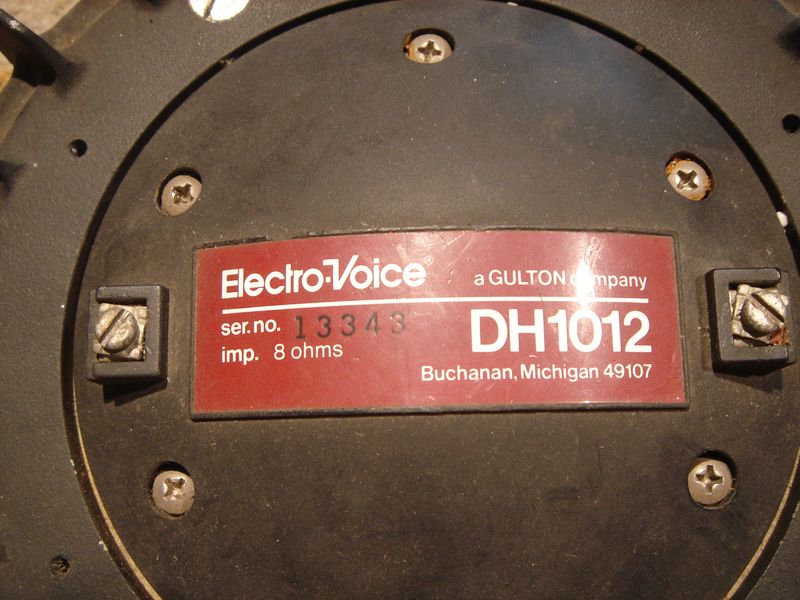 Electro-Voice® a GULTON company
ser. no. 13343 DH1012
imp. 8 ohms
Buchanan, Michigan 49107